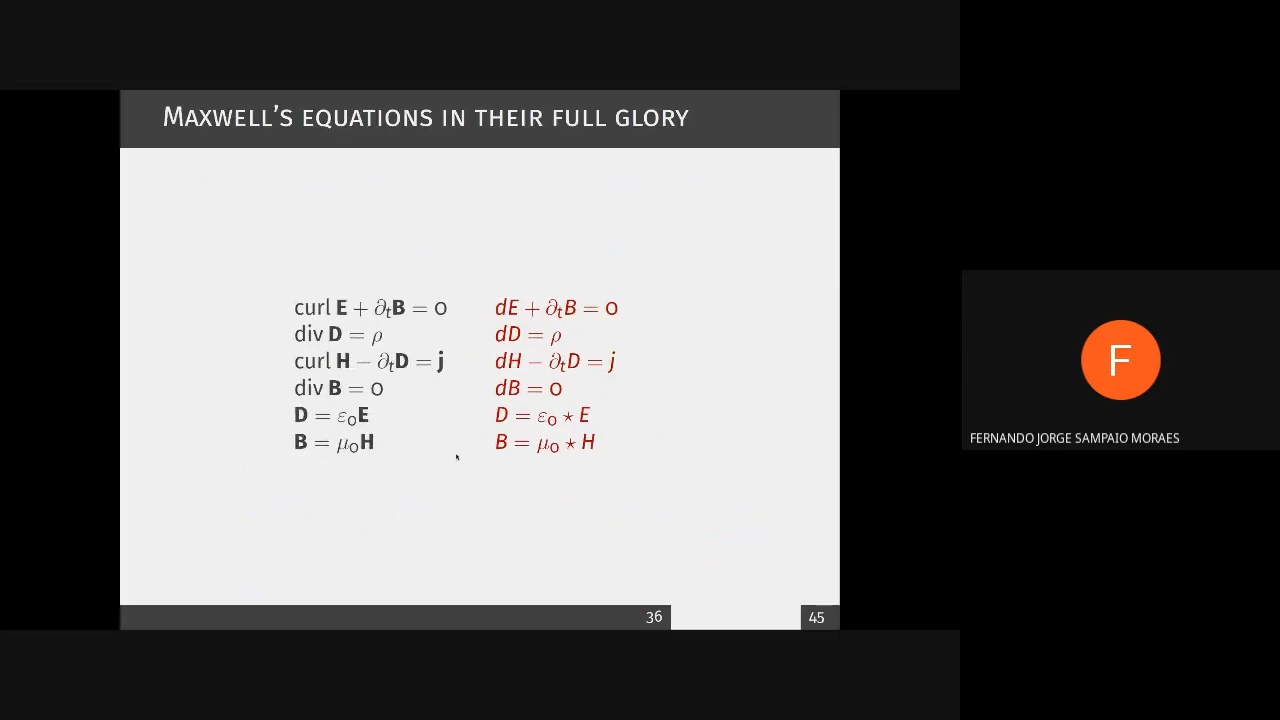 MAXWELL'S EQUATIONS IN THEIR FULL GLORY
curl E + ∂ₜB = 0
div D = ρ
curl H − ∂ₜD = j
div B = 0
D = ε₀E
B = μ₀H
dE + ∂ₜB = 0
dD = ρ
dH − ∂ₜD = j
dB = 0
D = ε₀ ⋆ E
B = μ₀ ⋆ H
36
45
F
FERNANDO JORGE SAMPAIO MORAES